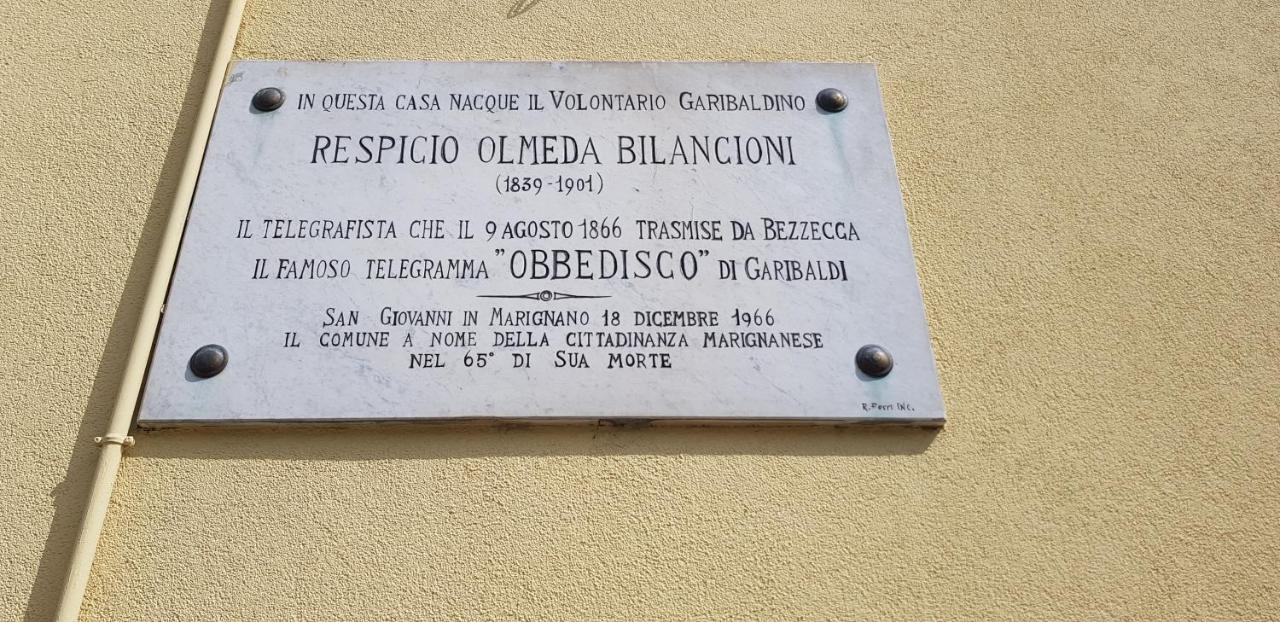 IN QUESTA CASA NACQUE IL VOLONTARIO GARIBALDINO
RESPICIO OLMEDA BILANCIONI
(1839-1901)
IL TELEGRAFISTA CHE IL 9 AGOSTO 1866 TRASMISE DA BEZZECCA
IL FAMOSO TELEGRAMMA "OBBEDISCO" DI GARIBALDI
SAN GIOVANNI IN MARIGNANO 18 DICEMBRE 1966
IL COMUNE A NOME DELLA CITTADINANZA MARIGNANESE
NEL 65° DI SUA MORTE
R. INC.